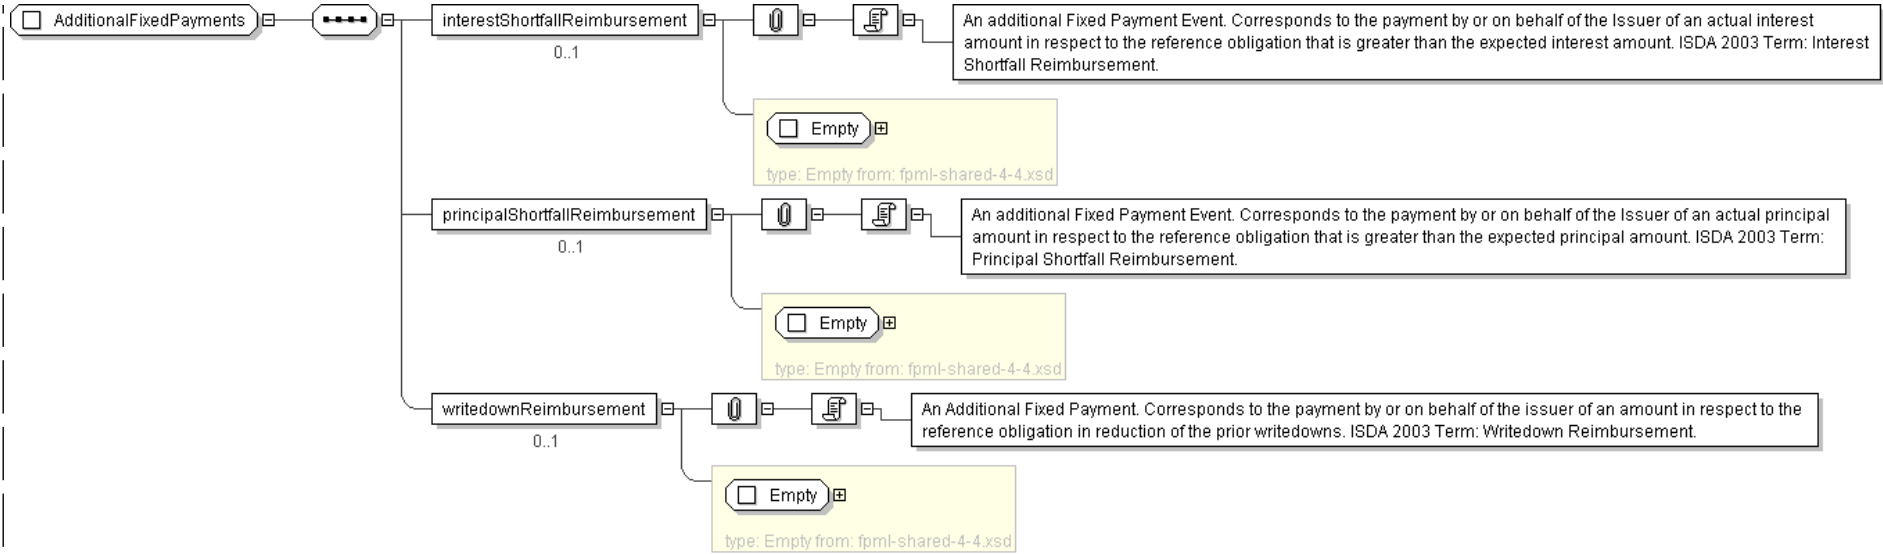 AdditionalFixedPayments
interestShortfallReimbursement
0..1
An additional Fixed Payment Event. Corresponds to the payment by or on behalf of the Issuer of an actual interest
amount in respect to the reference obligation that is greater than the expected interest amount. ISDA 2003 Term: Interest
Shortfall Reimbursement.
Empty
type: Empty from: fpml-shared-4-4.xsd
principalShortfallReimbursement
0..1
An additional Fixed Payment Event. Corresponds to the payment by or on behalf of the Issuer of an actual principal
amount in respect to the reference obligation that is greater than the expected principal amount. ISDA 2003 Term:
Principal Shortfall Reimbursement.
Empty
type: Empty from: fpml-shared-4-4.xsd
writedownReimbursement
0..1
An Additional Fixed Payment. Corresponds to the payment by or on behalf of the issuer of an amount in respect to the
reference obligation in reduction of the prior writedowns. ISDA 2003 Term: Writedown Reimbursement.
Empty
type: Empty from: fpml-shared-4-4.xsd